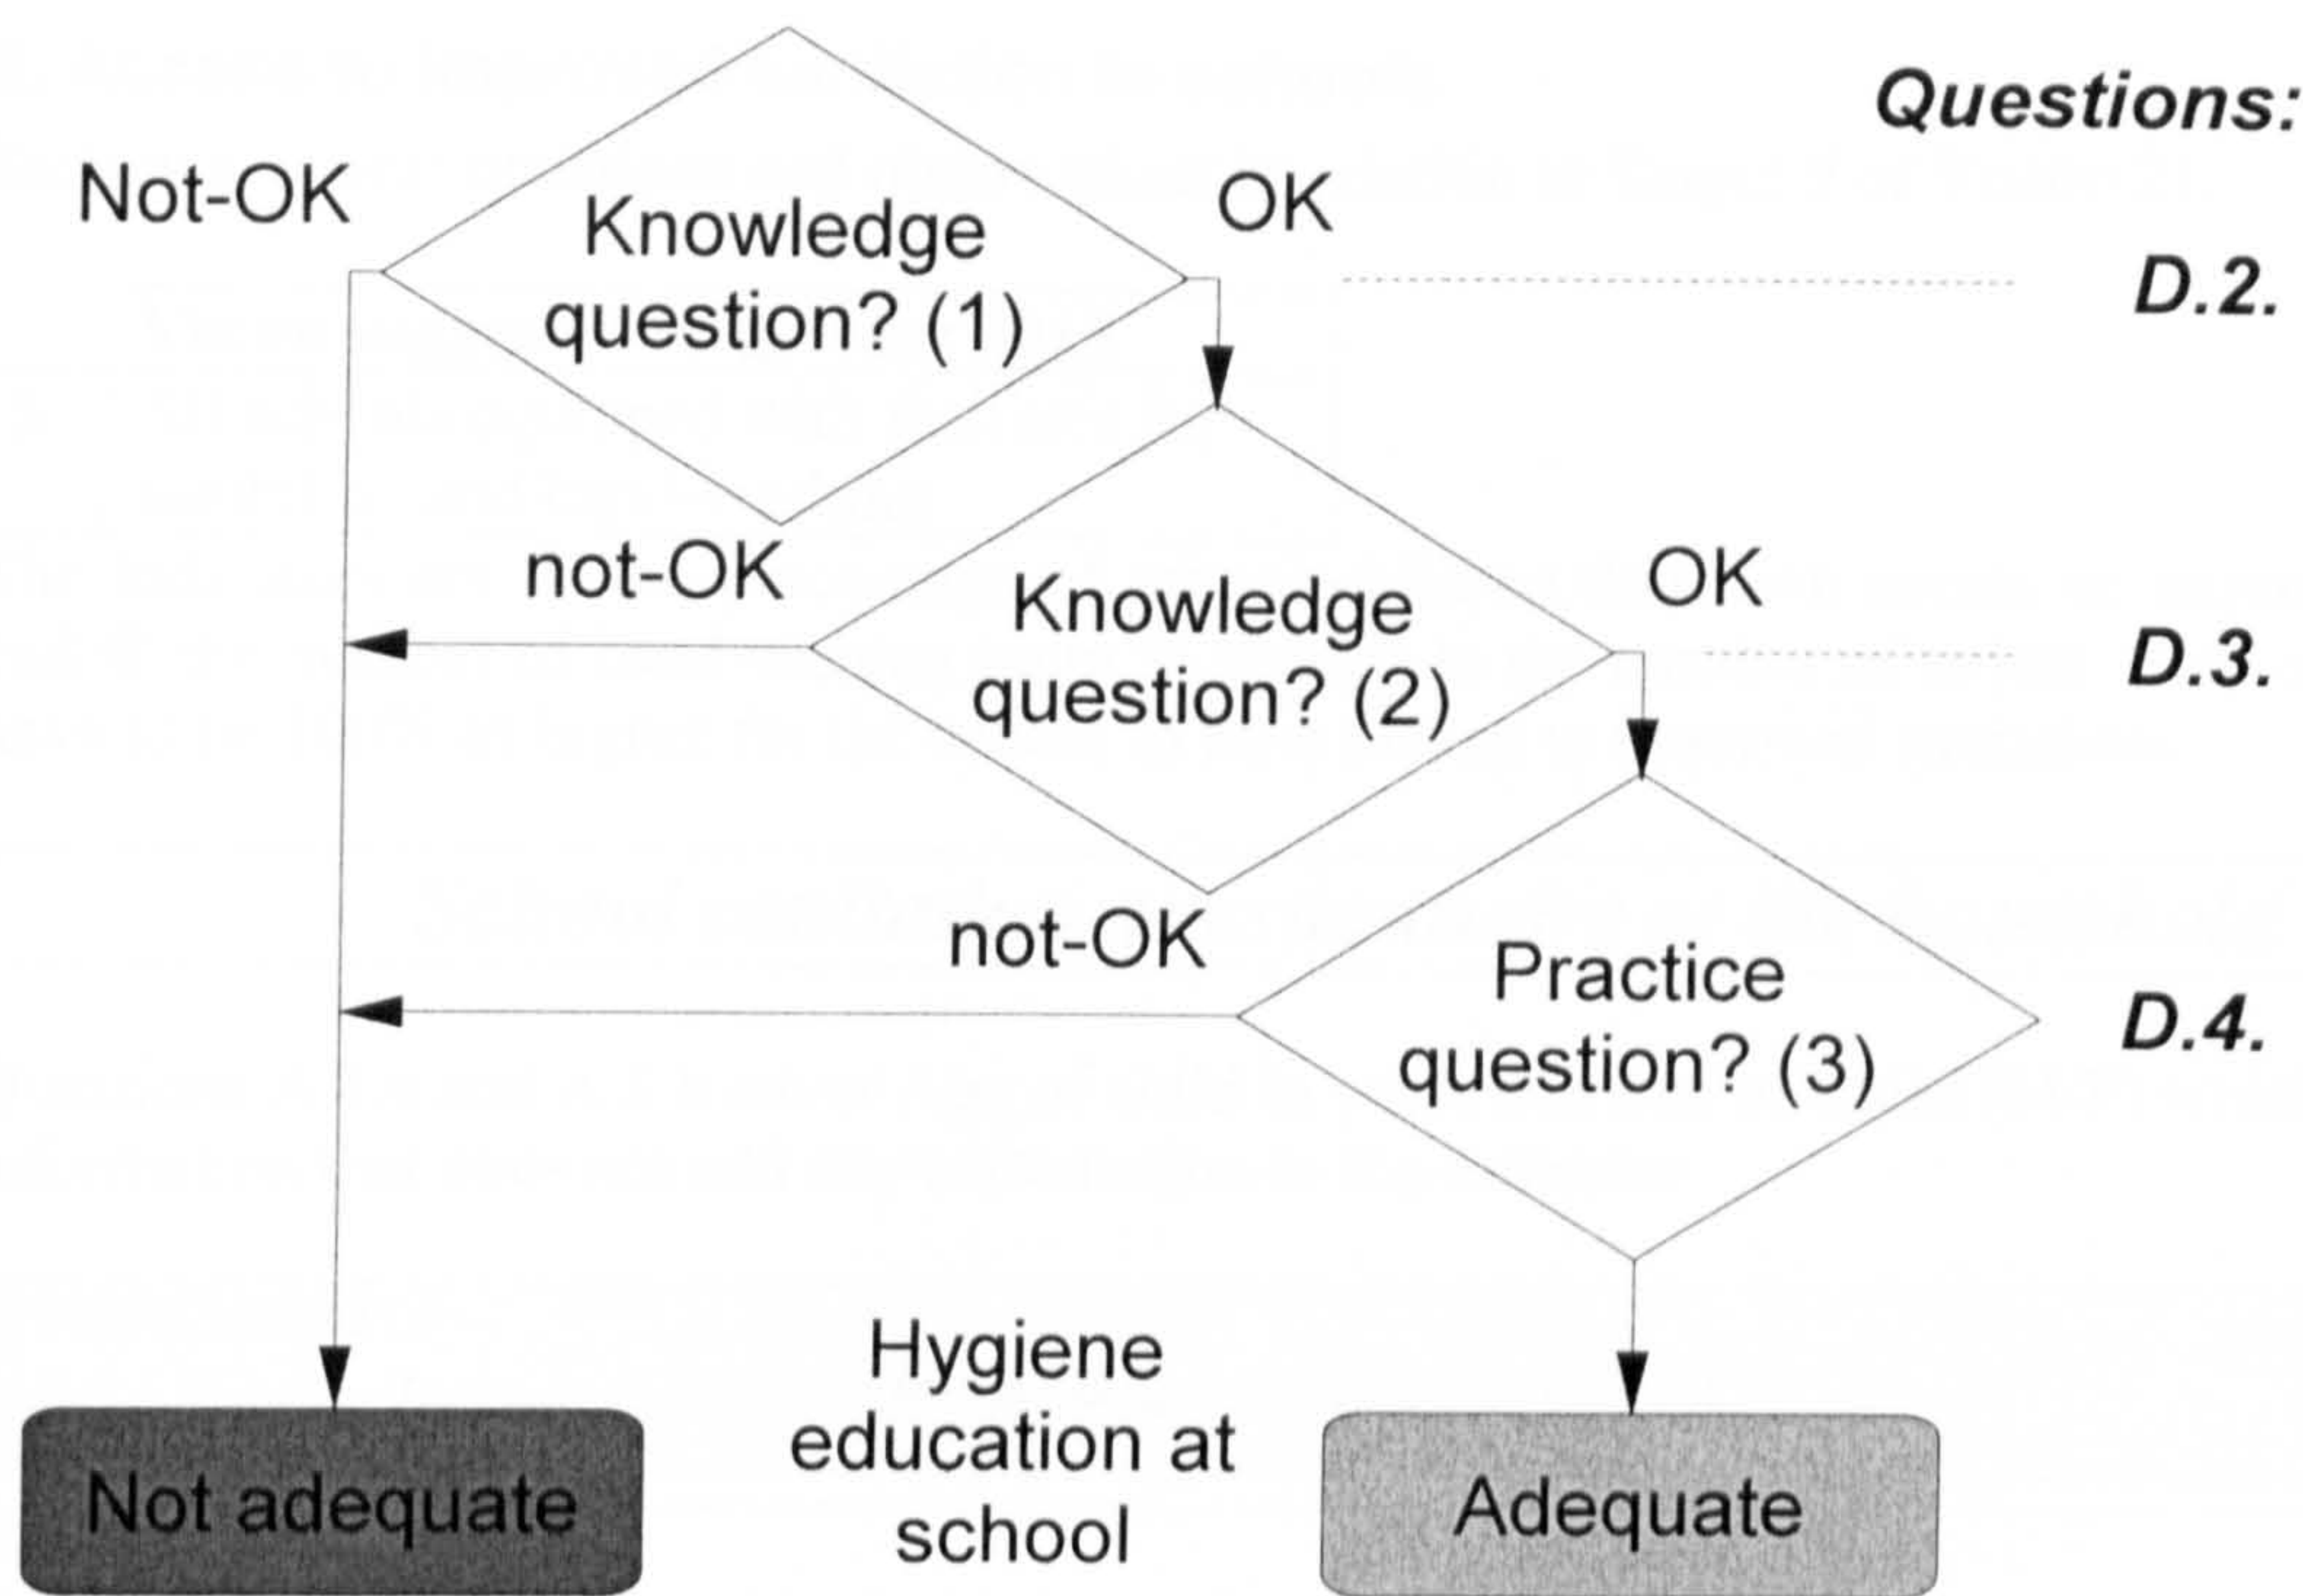 Questions:
Not-OK
OK
Knowledge
question? (1)
D.2.
not-OK
OK
Knowledge
question? (2)
D.3.
not-OK
Practice
question? (3)
D.4.
Hygiene
education at
school
Not adequate
Adequate